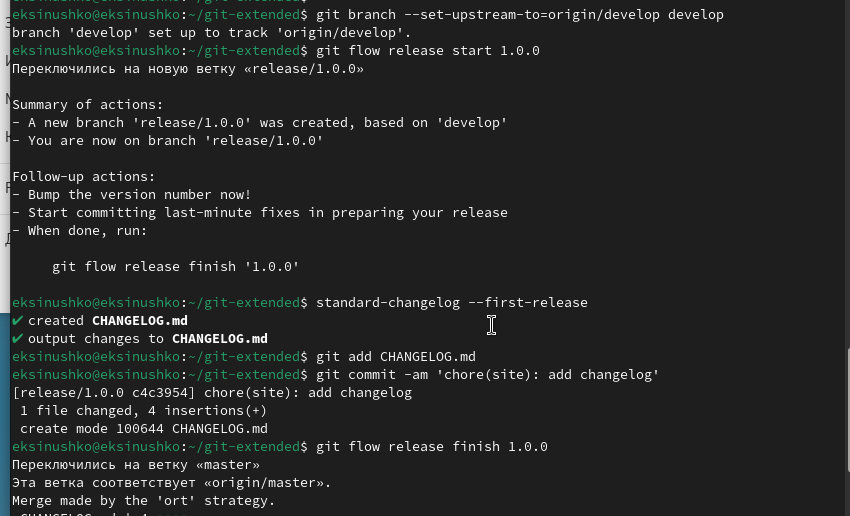 eksinushko@eksinushko:~/git-extended$ git branch --set-upstream-to=origin/develop develop
branch 'develop' set up to track 'origin/develop'.
eksinushko@eksinushko:~/git-extended$ git flow release start 1.0.0
Переключились на новую ветку «release/1.0.0»
Summary of actions:
- A new branch 'release/1.0.0' was created, based on 'develop'
- You are now on branch 'release/1.0.0'
Follow-up actions:
- Bump the version number now!
- Start committing last-minute fixes in preparing your release
- When done, run:
git flow release finish '1.0.0'
eksinushko@eksinushko:~/git-extended$ standard-changelog --first-release
✔ created CHANGELOG.md
✔ output changes to CHANGELOG.md
eksinushko@eksinushko:~/git-extended$ git add CHANGELOG.md
eksinushko@eksinushko:~/git-extended$ git commit -am 'chore(site): add changelog'
[release/1.0.0 c4c3954] chore(site): add changelog
1 file changed, 4 insertions(+)
create mode 100644 CHANGELOG.md
eksinushko@eksinushko:~/git-extended$ git flow release finish 1.0.0
Переключились на ветку «master»
Эта ветка соответствует «origin/master».
Merge made by the 'ort' strategy.